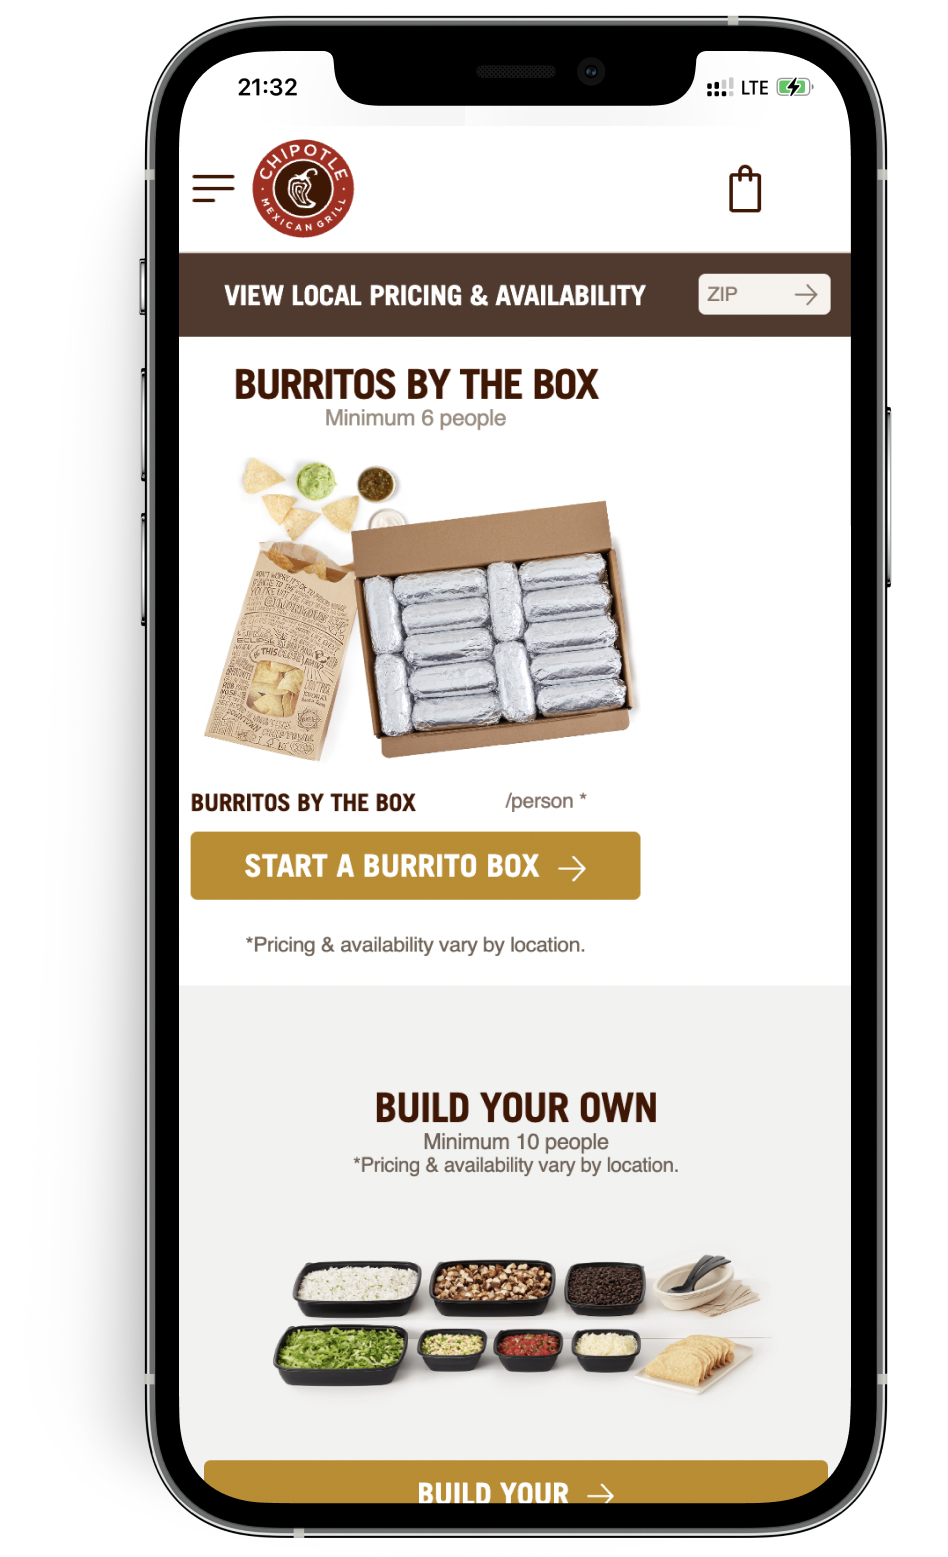 21:32
LTE
CHIPOTLE
MEXICAN GRILL
VIEW LOCAL PRICING & AVAILABILITY
ZIP
BURRITOS BY THE BOX
Minimum 6 people
THIS
BURRITOS BY THE BOX
/person *
START A BURRITO BOX
*Pricing & availability vary by location.
BUILD YOUR OWN
Minimum 10 people
*Pricing & availability vary by location.
BUILD YOUR